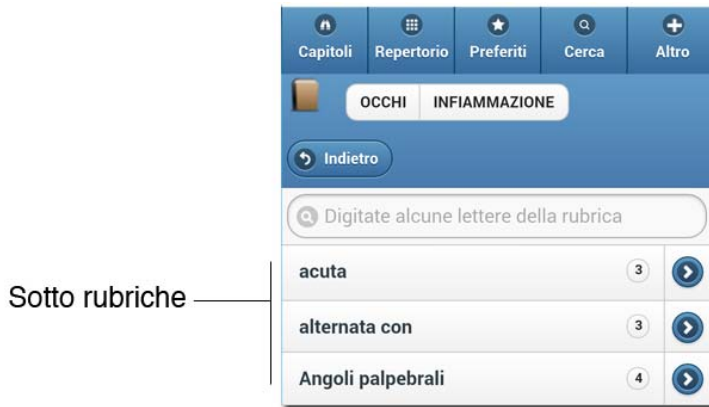 Capitoli Repertorio Preferiti Cerca Altro
OCCHI INFIAMMAZIONE
Indietro
Digitate alcune lettere della rubrica
acuta 3
Sotto rubriche
alternata con 3
Angoli palpebrali 4